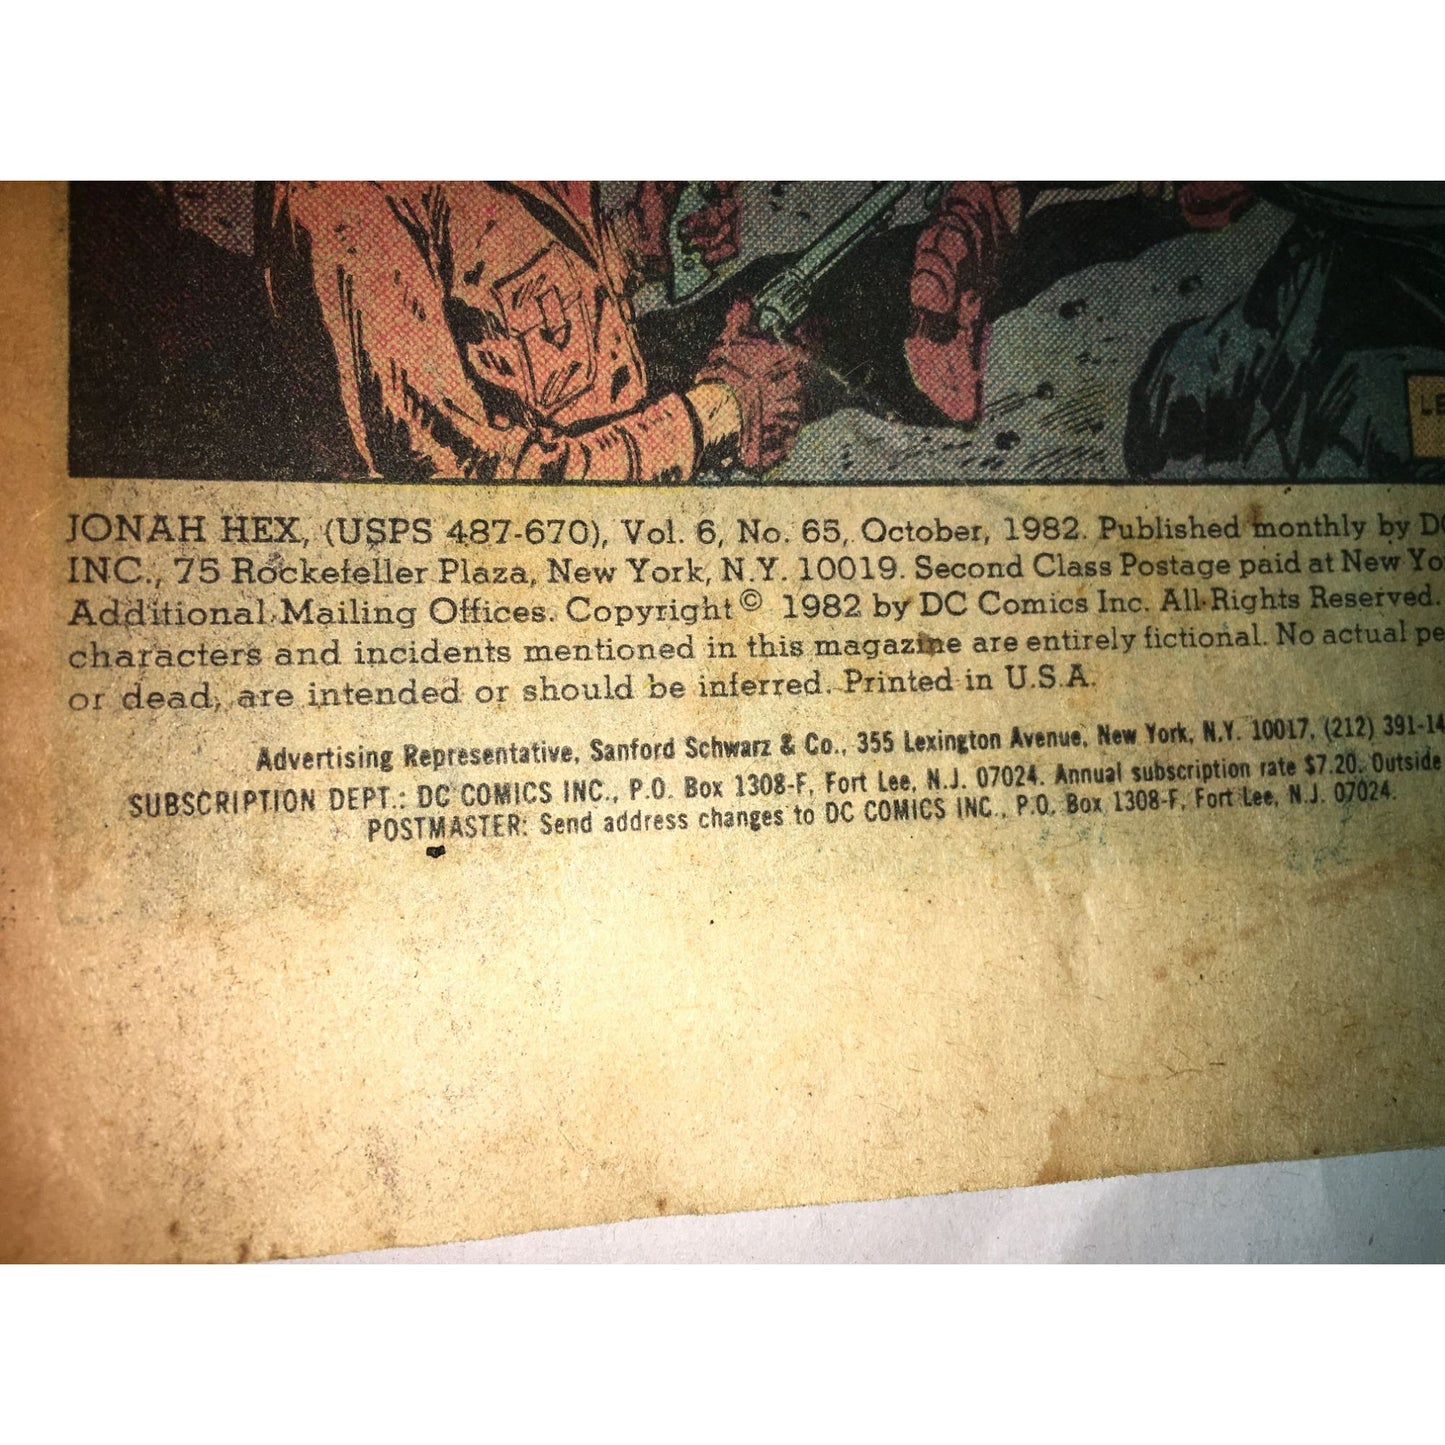 JONAH HEX, (USPS 487-670), Vol. 6, No. 65, October, 1982. Published monthly by
INC., 75 Rockefeller Plaza, New York, N.Y. 10019. Second Class Postage paid at New
Additional Mailing Offices. Copyright © 1982 by DC Comics Inc. All Rights Reserved.
characters and incidents mentioned in this magazine are entirely fictional. No actual
or dead, are intended or should be inferred. Printed in U.S.A.
Advertising Representative, Sanford Schwarz & Co., 355 Lexington Avenue, New York, N.Y. 10017, (212) 391-14
SUBSCRIPTION DEPT.: DC COMICS INC., P.O. Box 1308-F, Fort Lee, N.J. 07024. Annual subscription rate $7.20. Outside
POSTMASTER: Send address changes to DC COMICS INC., P.O. Box 1308-F, Fort Lee, N.J. 07024.